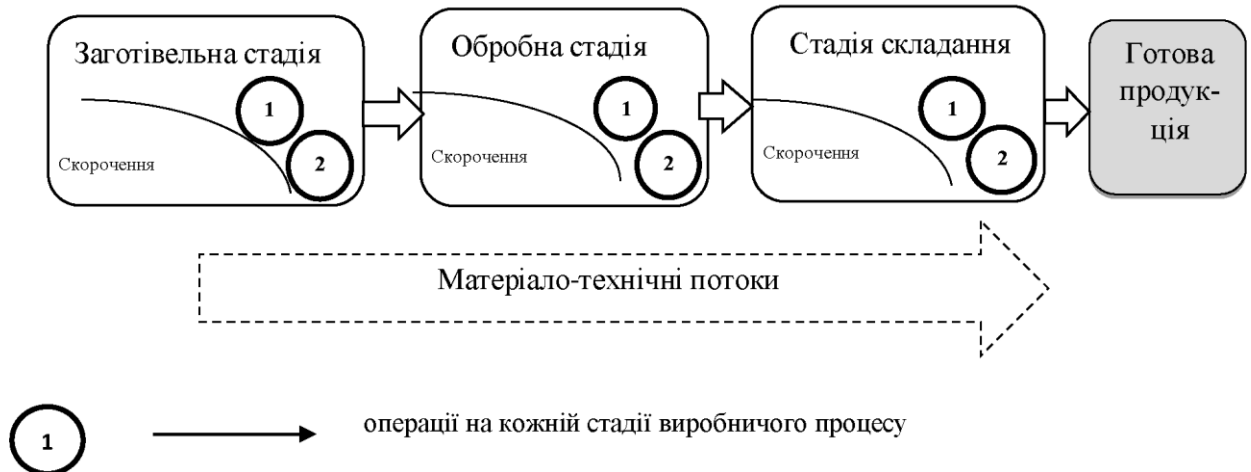 Заготівельна стадія
1
2
Скорочення
Обробна стадія
1
2
Скорочення
Стадія складання
1
2
Скорочення
Готова
продук-
ція
Матеріало-технічні потоки
1
операції на кожній стадії виробничого процесу